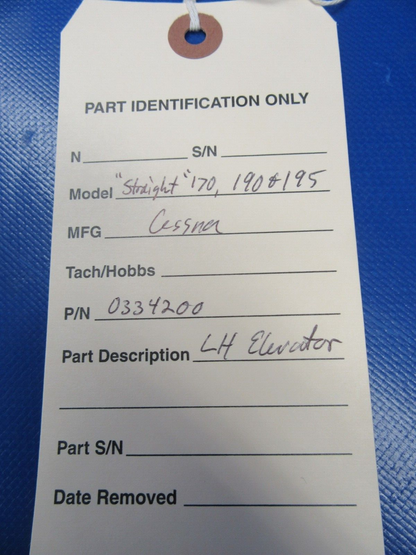 PART IDENTIFICATION ONLY
N S/N
Model "Straight" 170, 190 & 195
MFG Cessna
Tach/Hobbs
P/N 0334200
Part Description LH Elevator
Part S/N
Date Removed